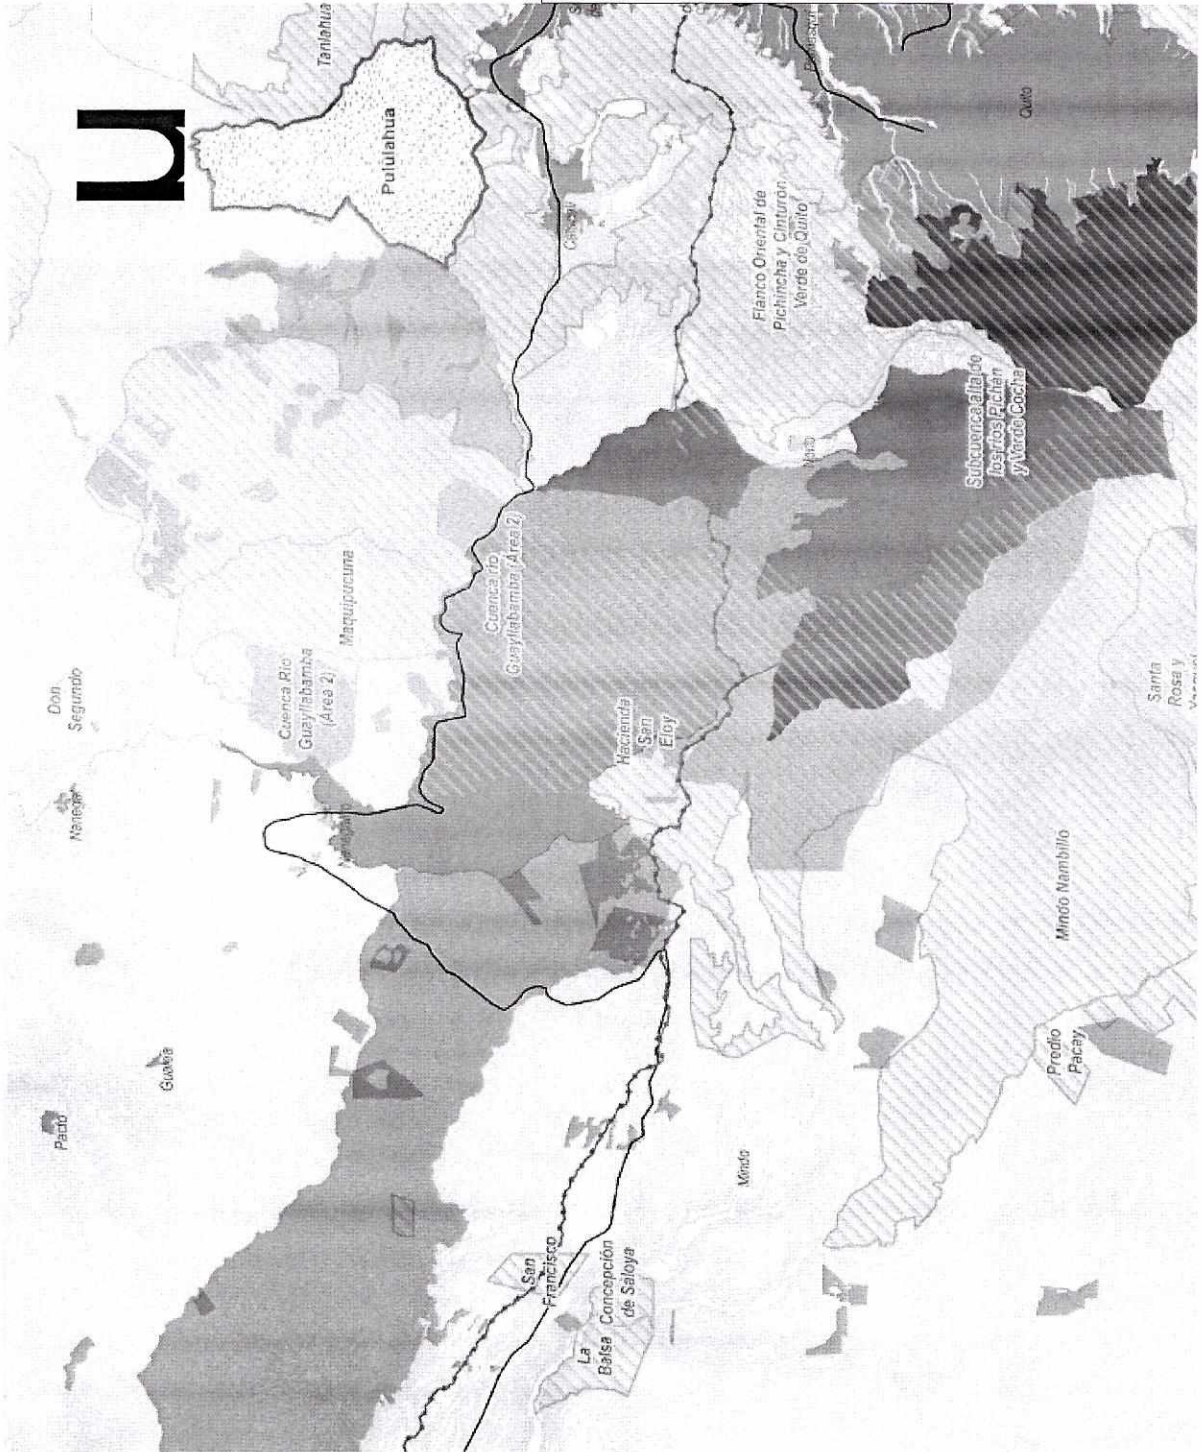 Tanlahua
Pululahua
Don
Segundo
Nanegal
Cuenca Río
Guayllabamba
(Área 2)
Maquipucuna
Cuenca río
Guayllabamba (Área 2)
Hacienda
San
Eloy
Flanco Oriental de
Pichincha y Cinturón
Verde de Quito
Quito
Nono
Subcuenca alta de
los ríos Pichán
y Verde Cocha
Santa
Rosa y
Mindo Nambillo
Predio
Pacay
Mindo
Gualea
Pacto
San
Francisco
La
Balsa
Concepción
de Saloya